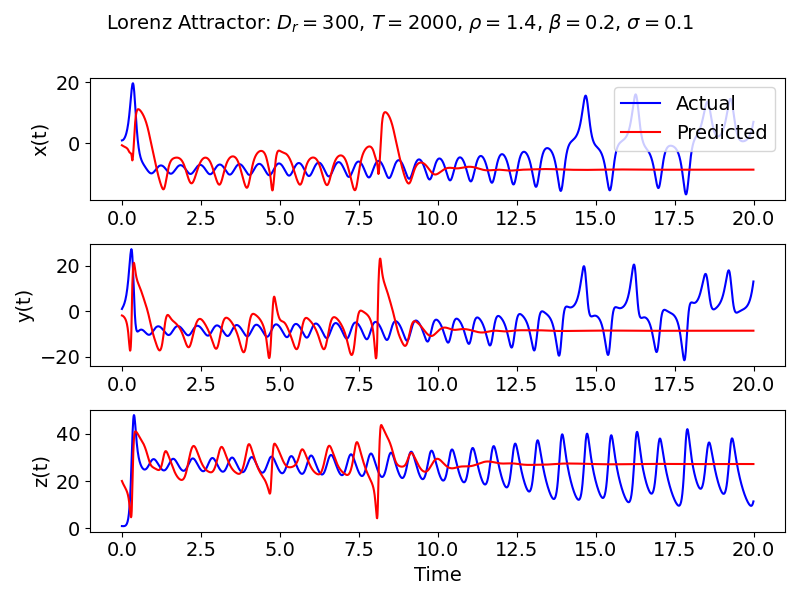 Lorenz Attractor: $D_r = 300$, $T = 2000$, $\rho = 1.4$, $\beta = 0.2$, $\sigma = 0.1$
20
0
x(t)
Actual
Predicted
0.0 2.5 5.0 7.5 10.0 12.5 15.0 17.5 20.0
20
0
−20
y(t)
0.0 2.5 5.0 7.5 10.0 12.5 15.0 17.5 20.0
40
20
0
z(t)
0.0 2.5 5.0 7.5 10.0 12.5 15.0 17.5 20.0
Time